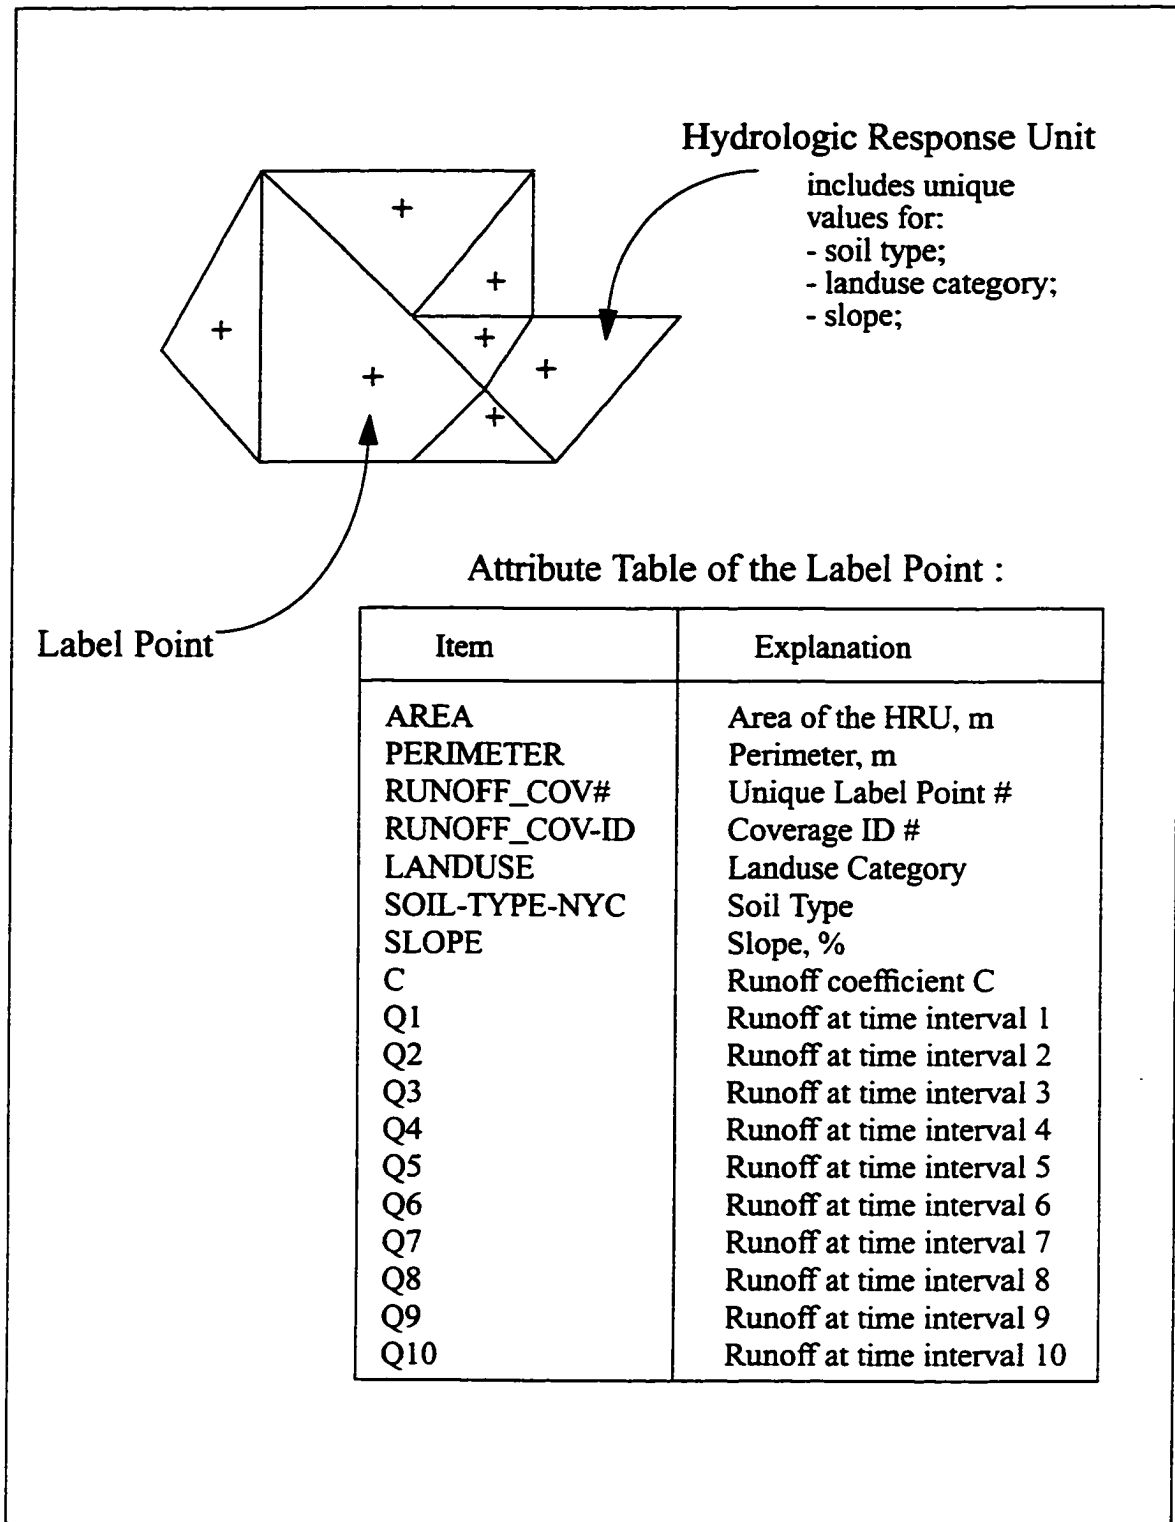 Hydrologic Response Unit
includes unique
values for:
- soil type;
- landuse category;
- slope;
Label Point
Attribute Table of the Label Point :
Item Explanation
AREA Area of the HRU, m
PERIMETER Perimeter, m
RUNOFF_COV# Unique Label Point #
RUNOFF_COV-ID Coverage ID #
LANDUSE Landuse Category
SOIL-TYPE-NYC Soil Type
SLOPE Slope, %
C Runoff coefficient C
Q1 Runoff at time interval 1
Q2 Runoff at time interval 2
Q3 Runoff at time interval 3
Q4 Runoff at time interval 4
Q5 Runoff at time interval 5
Q6 Runoff at time interval 6
Q7 Runoff at time interval 7
Q8 Runoff at time interval 8
Q9 Runoff at time interval 9
Q10 Runoff at time interval 10